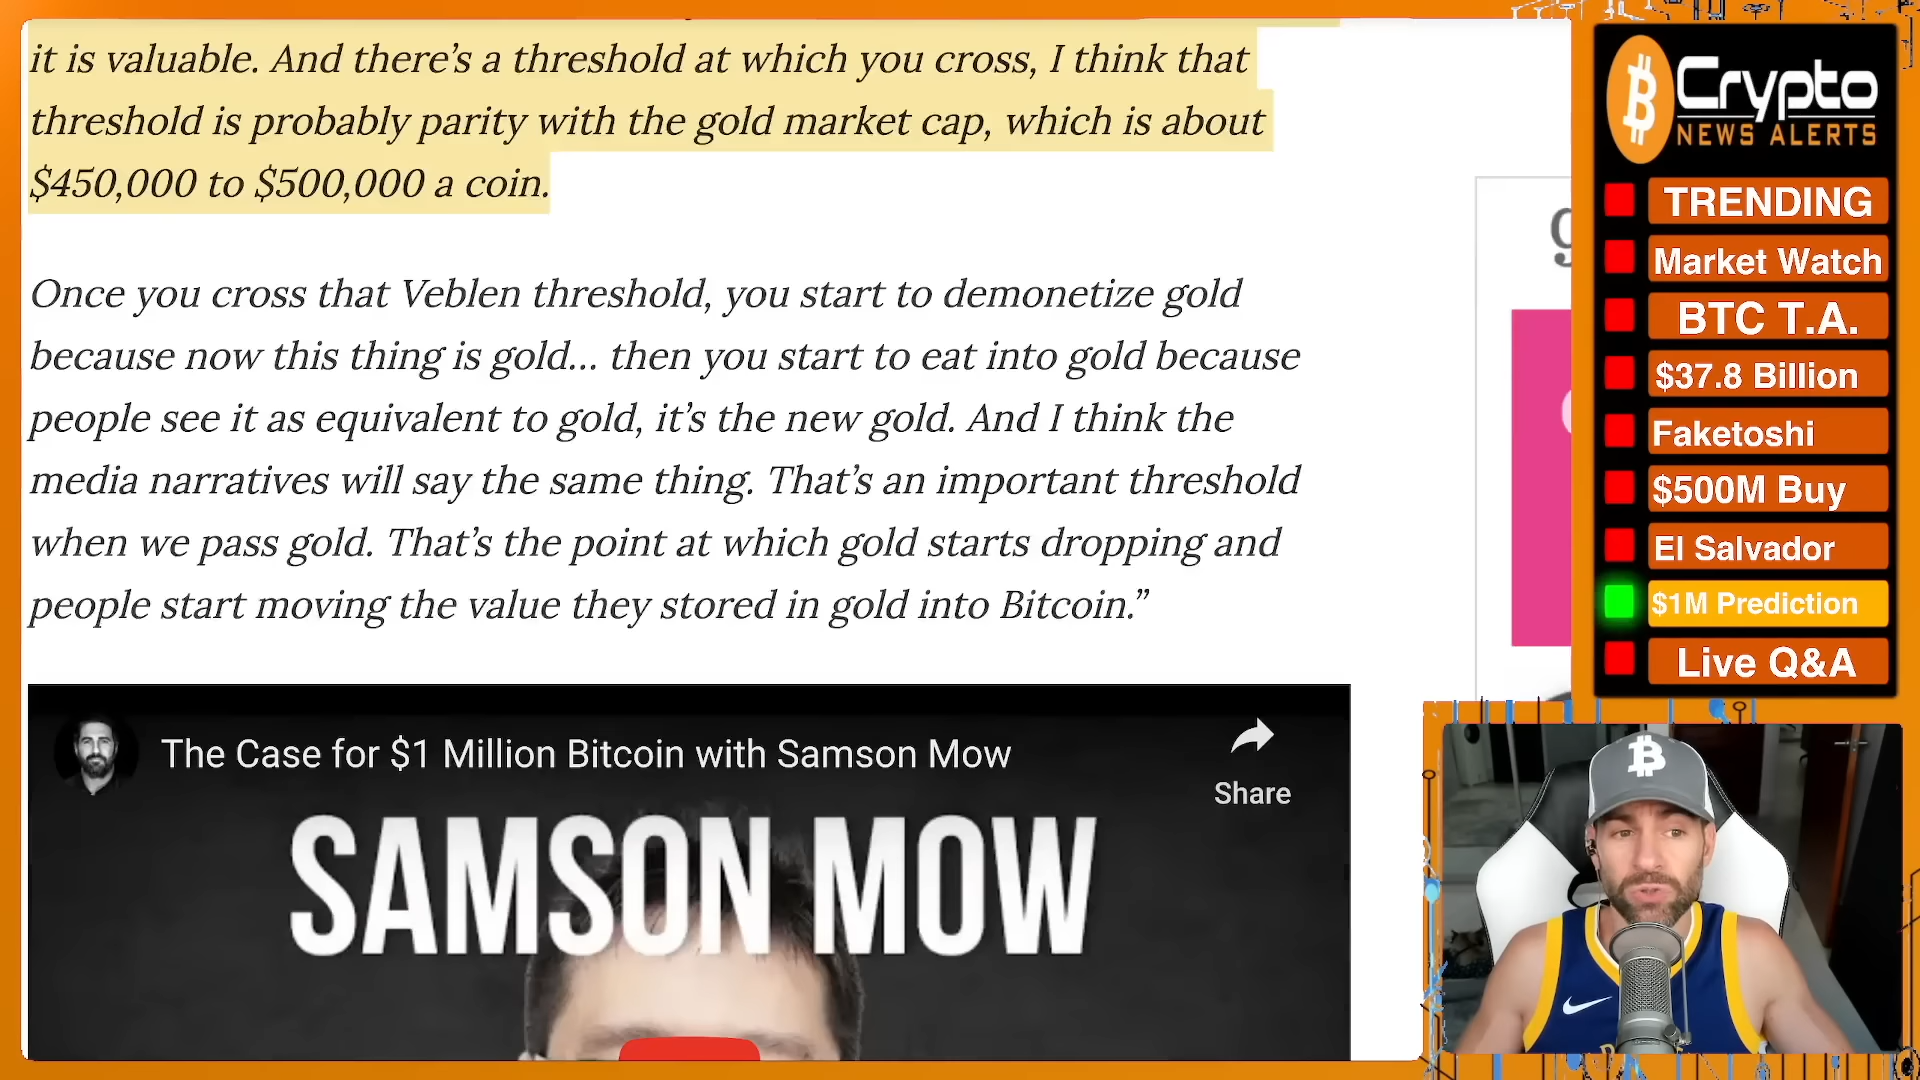 it is valuable. And there’s a threshold at which you cross, I think that
threshold is probably parity with the gold market cap, which is about
$450,000 to $500,000 a coin.
Once you cross that Veblen threshold, you start to demonetize gold
because now this thing is gold... then you start to eat into gold because
people see it as equivalent to gold, it’s the new gold. And I think the
media narratives will say the same thing. That’s an important threshold
when we pass gold. That’s the point at which gold starts dropping and
people start moving the value they stored in gold into Bitcoin.”
The Case for $1 Million Bitcoin with Samson Mow
Share
SAMSON MOW
Crypto
NEWS ALERTS
TRENDING
Market Watch
BTC T.A.
$37.8 Billion
Faketoshi
$500M Buy
El Salvador
$1M Prediction
Live Q&A